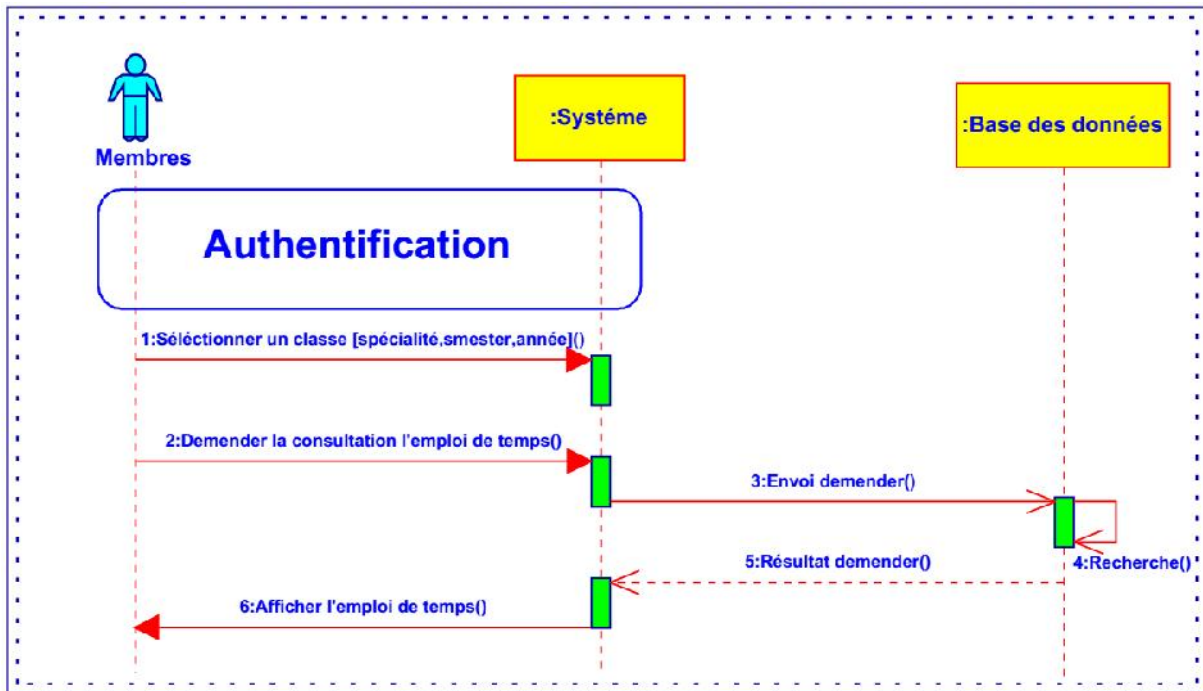 Membres
:Systéme
:Base des données
Authentification
1:Séléctionner un classe [spécialité,smester,année]()
2:Demender la consultation l'emploi de temps()
3:Envoi demender()
4:Recherche()
5:Résultat demender()
6:Afficher l'emploi de temps()